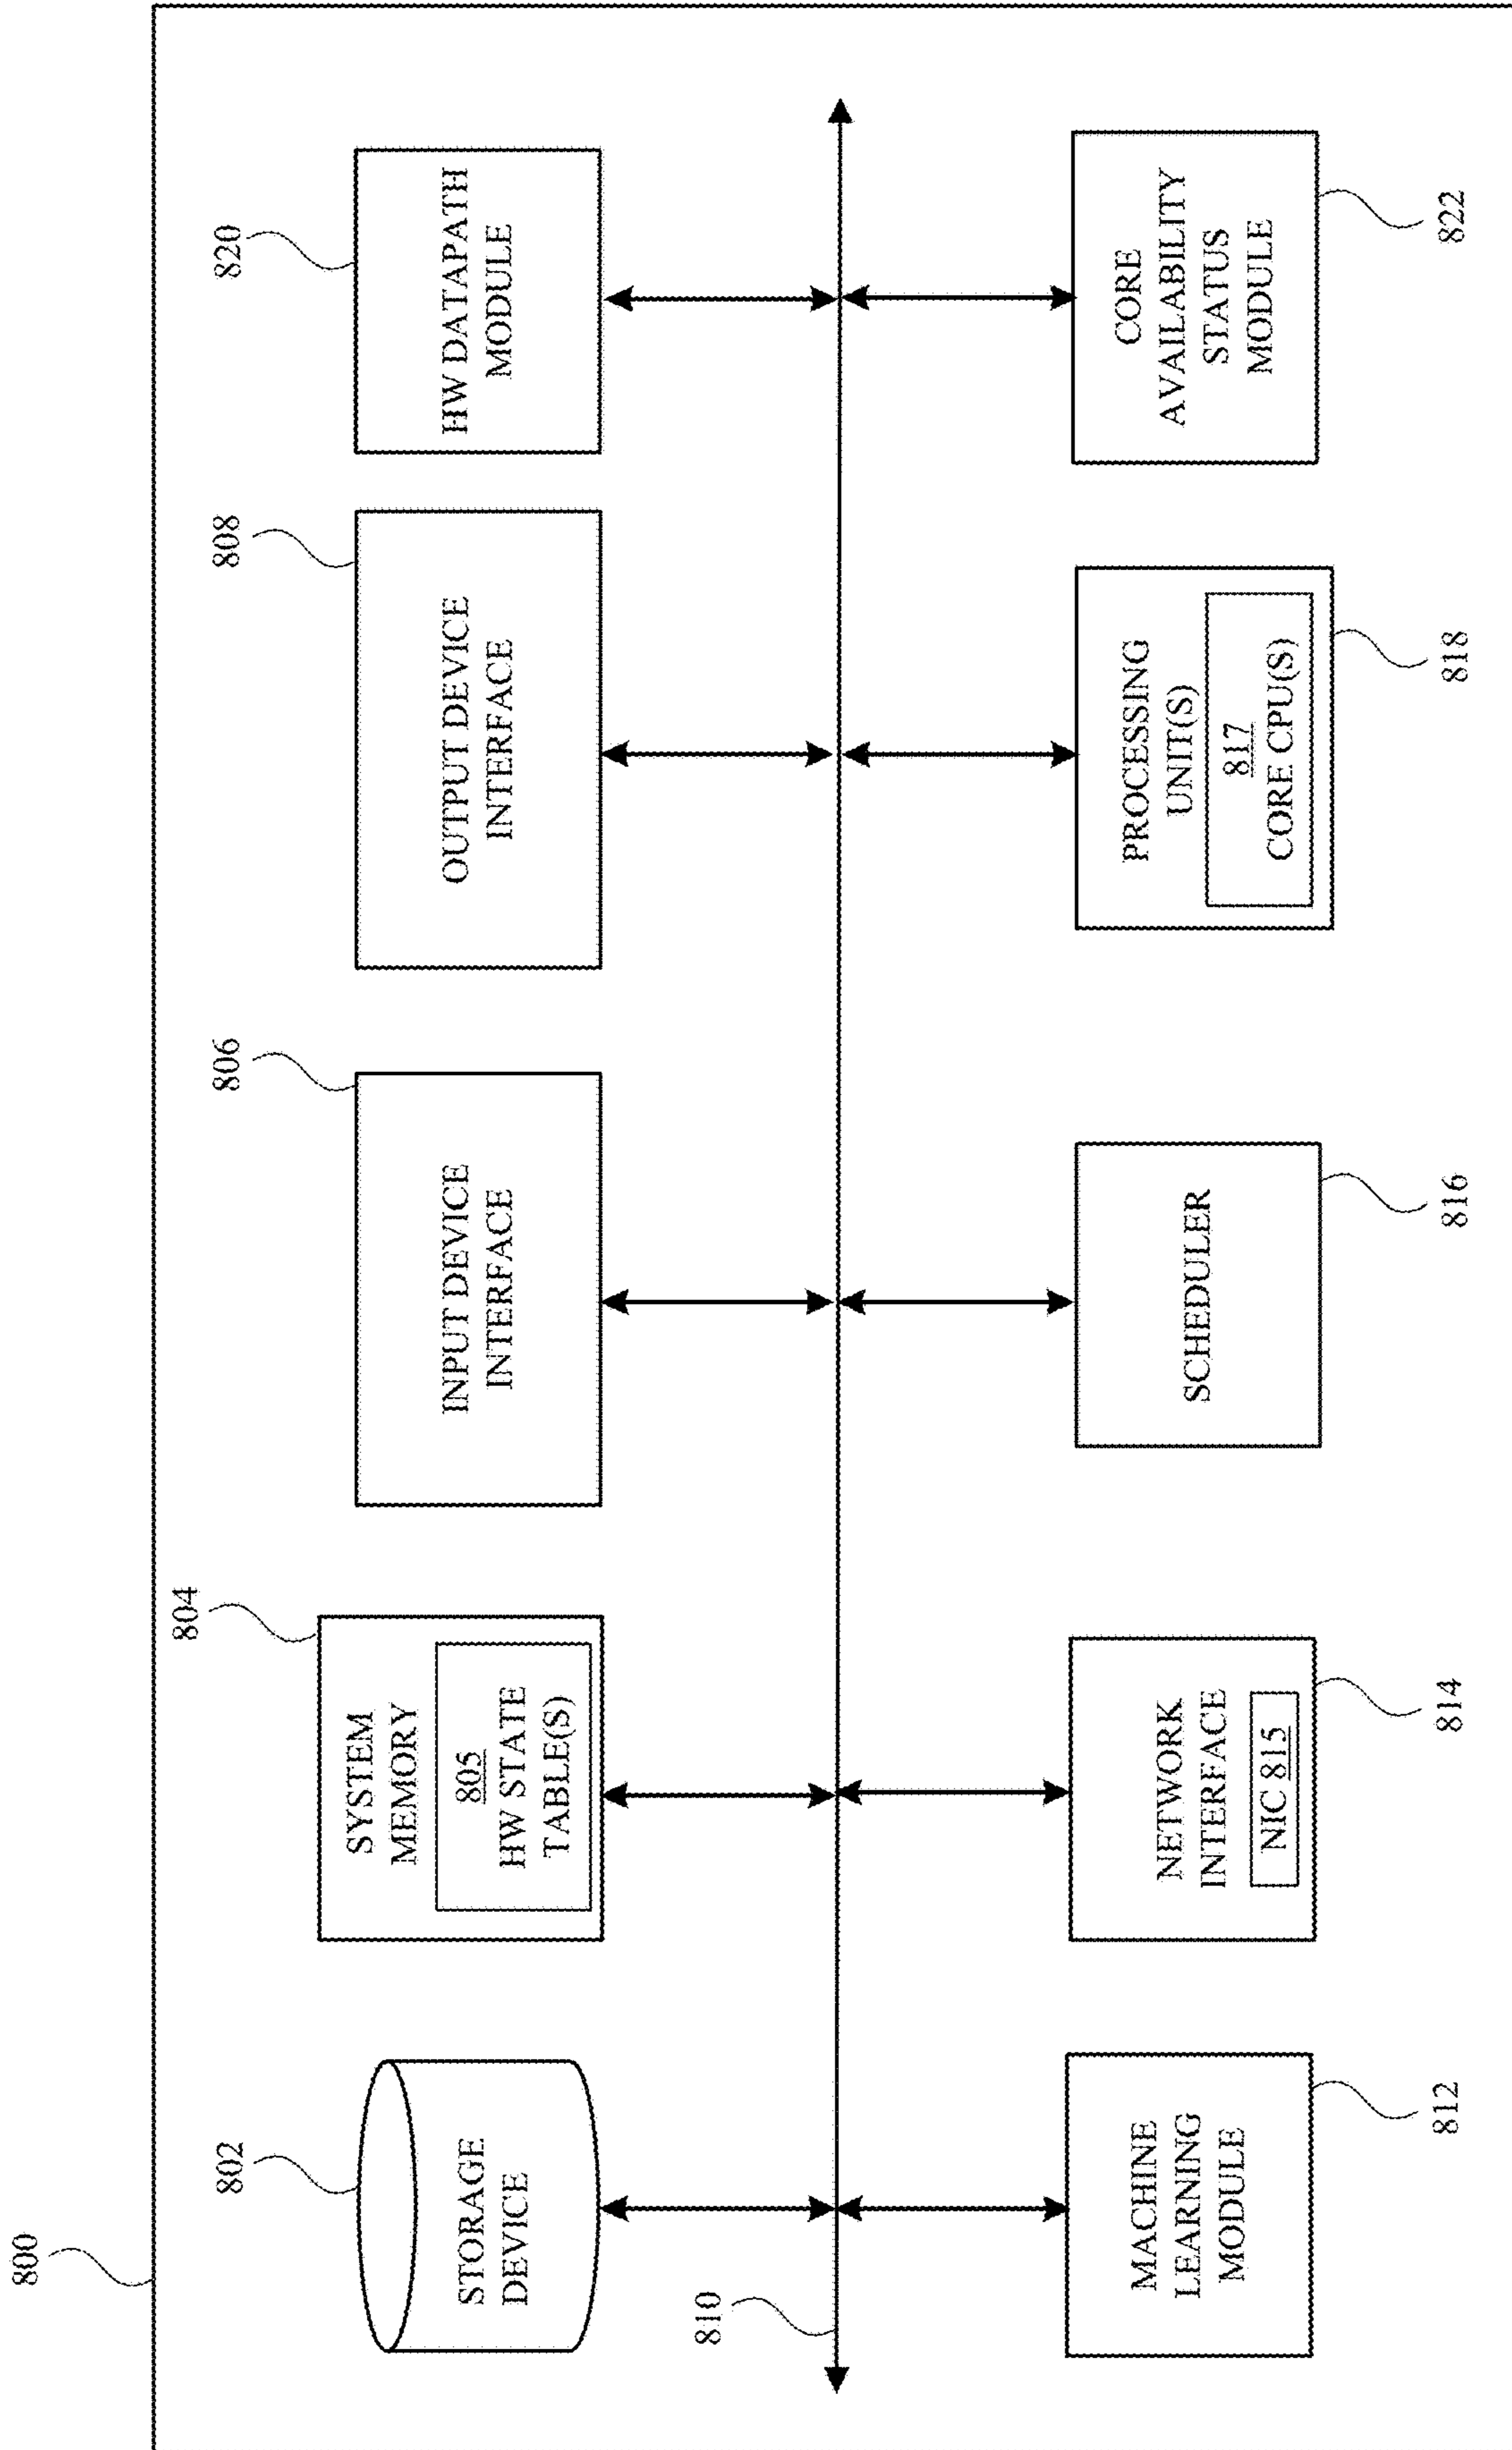 800
802
STORAGE
DEVICE
804
SYSTEM
MEMORY
805
HW STATE
TABLE(S)
806
INPUT DEVICE
INTERFACE
808
OUTPUT DEVICE
INTERFACE
820
HW DATAPATH
MODULE
810
MACHINE
LEARNING
MODULE
812
NETWORK
INTERFACE
NIC 815
814
SCHEDULER
816
PROCESSING
UNIT(S)
817
CORE CPU(S)
818
CORE
AVAILABILITY
STATUS
MODULE
822